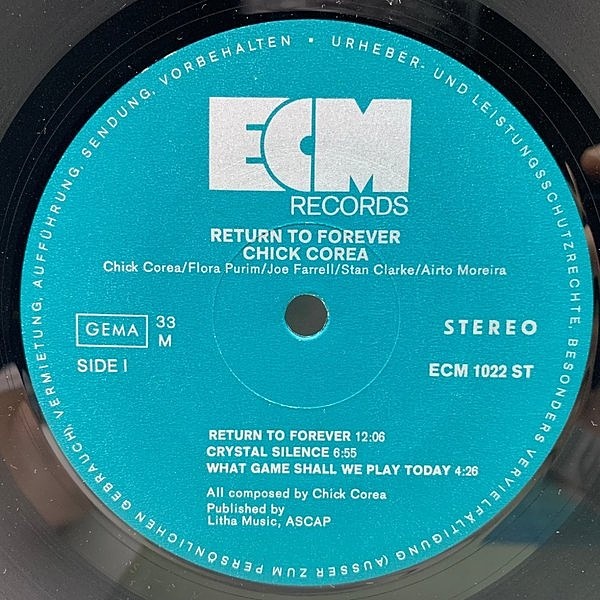 URHEBER- UND LEISTUNGSSCHUTZRECHTE, BESONDERS VERVIELFÄLTIGUNG (AUSSER ZUM PERSÖNLICHEN GEBRAUCH), VERMIETUNG, AUFFÜHRUNG, SENDUNG, VORBEHALTEN •
ECM
RECORDS
RETURN TO FOREVER
CHICK COREA
Chick Corea/Flora Purim/Joe Farrell/Stan Clarke/Airto Moreira
GEMA 33 STEREO
M
SIDE I ECM 1022 ST
RETURN TO FOREVER 12:06
CRYSTAL SILENCE 6:55
WHAT GAME SHALL WE PLAY TODAY 4:26
All composed by Chick Corea
Published by
Litha Music, ASCAP